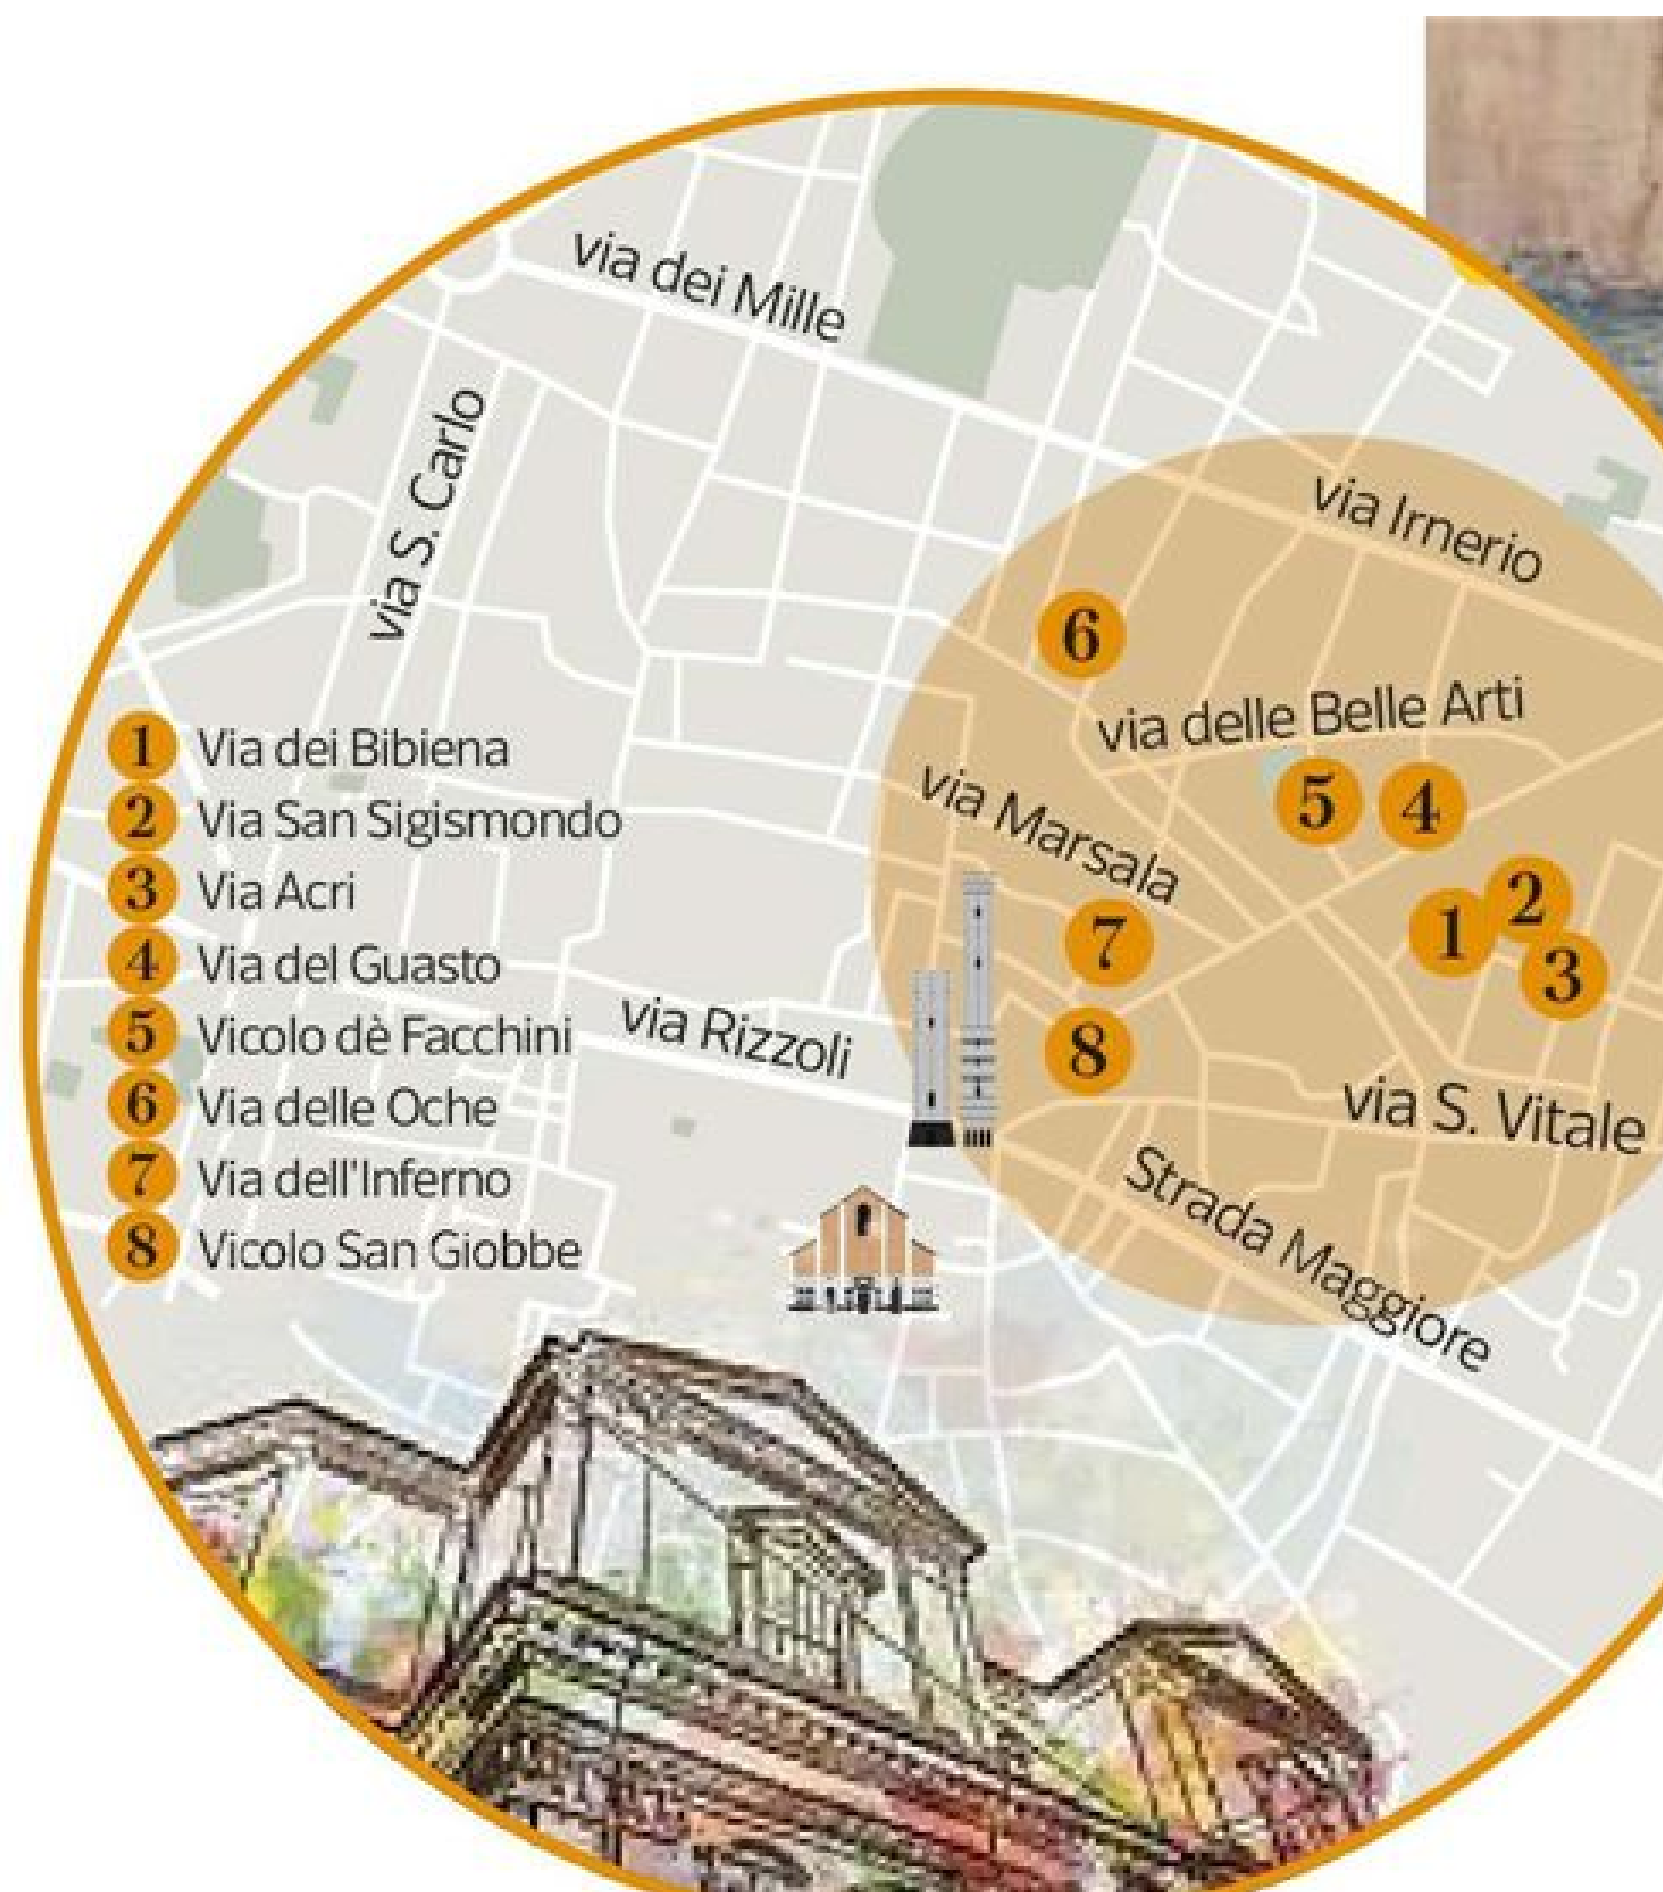 via dei Mille
via S. Carlo
via Irnerio
6
via delle Belle Arti
5
4
via Marsala
7
1
2
3
8
via Rizzoli
via S. Vitale
Strada Maggiore
1 Via dei Bibiena
2 Via San Sigismondo
3 Via Acri
4 Via del Guasto
5 Vicolo dè Facchini
6 Via delle Oche
7 Via dell'Inferno
8 Vicolo San Giobbe